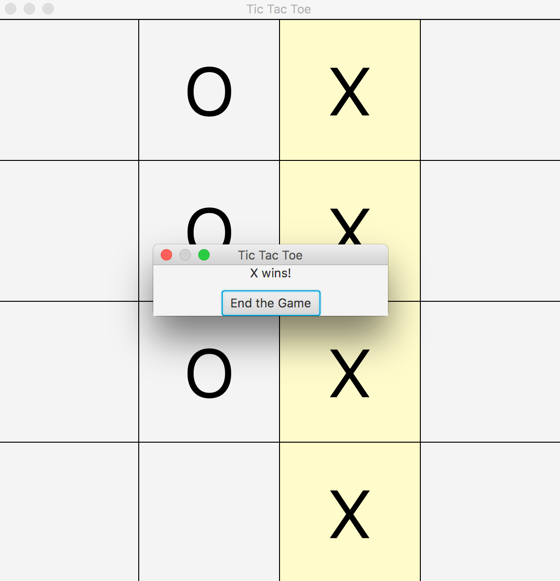 Tic Tac Toe
O X
O X
Tic Tac Toe
X wins!
End the Game
O X
X